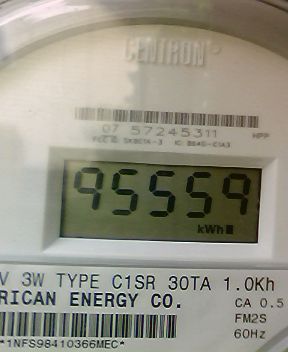 CENTRON®
07 57245311
HPP
95559
kWh
V 3W TYPE C1SR 30TA 1.0Kh
RICAN ENERGY CO.
CA 0.5
FM2S
60Hz
*1NFS98410366MEC*